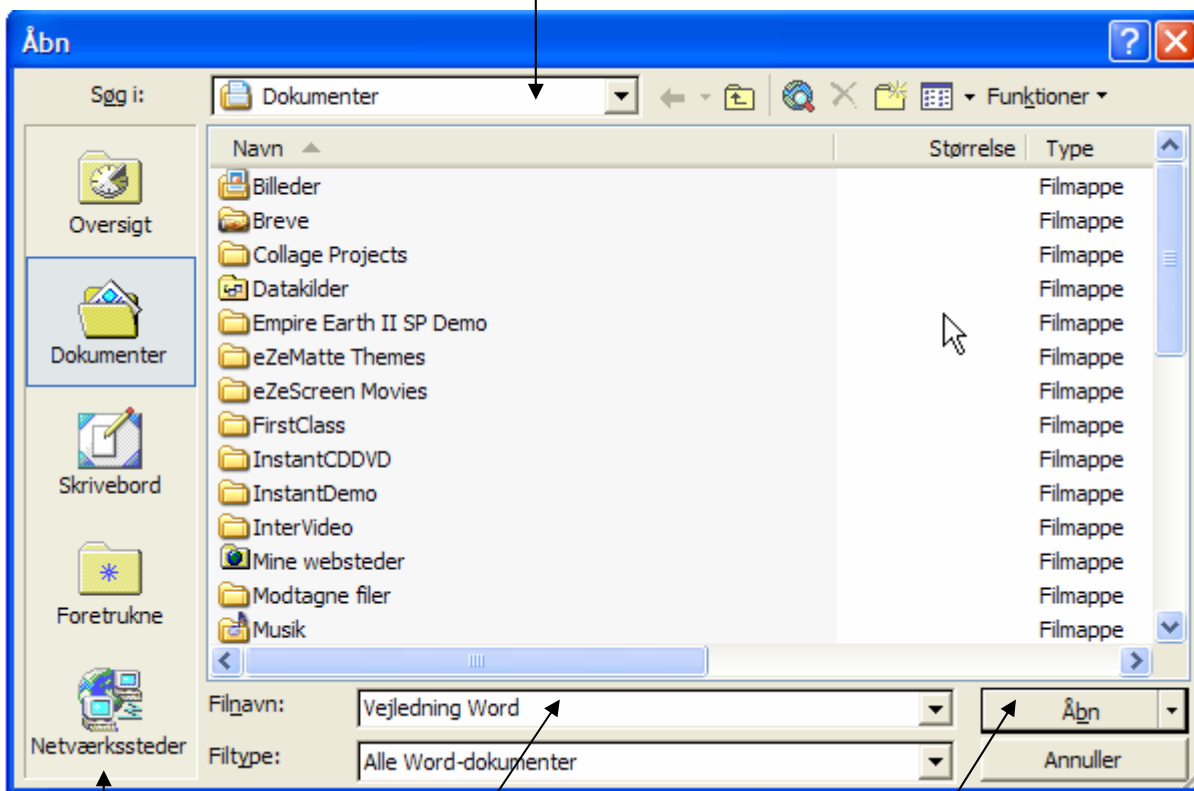 Åbn
Søg i: Dokumenter Funktioner
Navn Størrelse Type
Billeder Filmappe
Breve Filmappe
Collage Projects Filmappe
Datakilder Filmappe
Empire Earth II SP Demo Filmappe
eZeMatte Themes Filmappe
eZeScreen Movies Filmappe
FirstClass Filmappe
InstantCDDVD Filmappe
InstantDemo Filmappe
InterVideo Filmappe
Mine websteder Filmappe
Modtagne filer Filmappe
Musik Filmappe
Oversigt
Dokumenter
Skrivebord
Foretrukne
Netværkssteder
Filnavn: Vejledning Word Åbn
Filtype: Alle Word-dokumenter Annuller